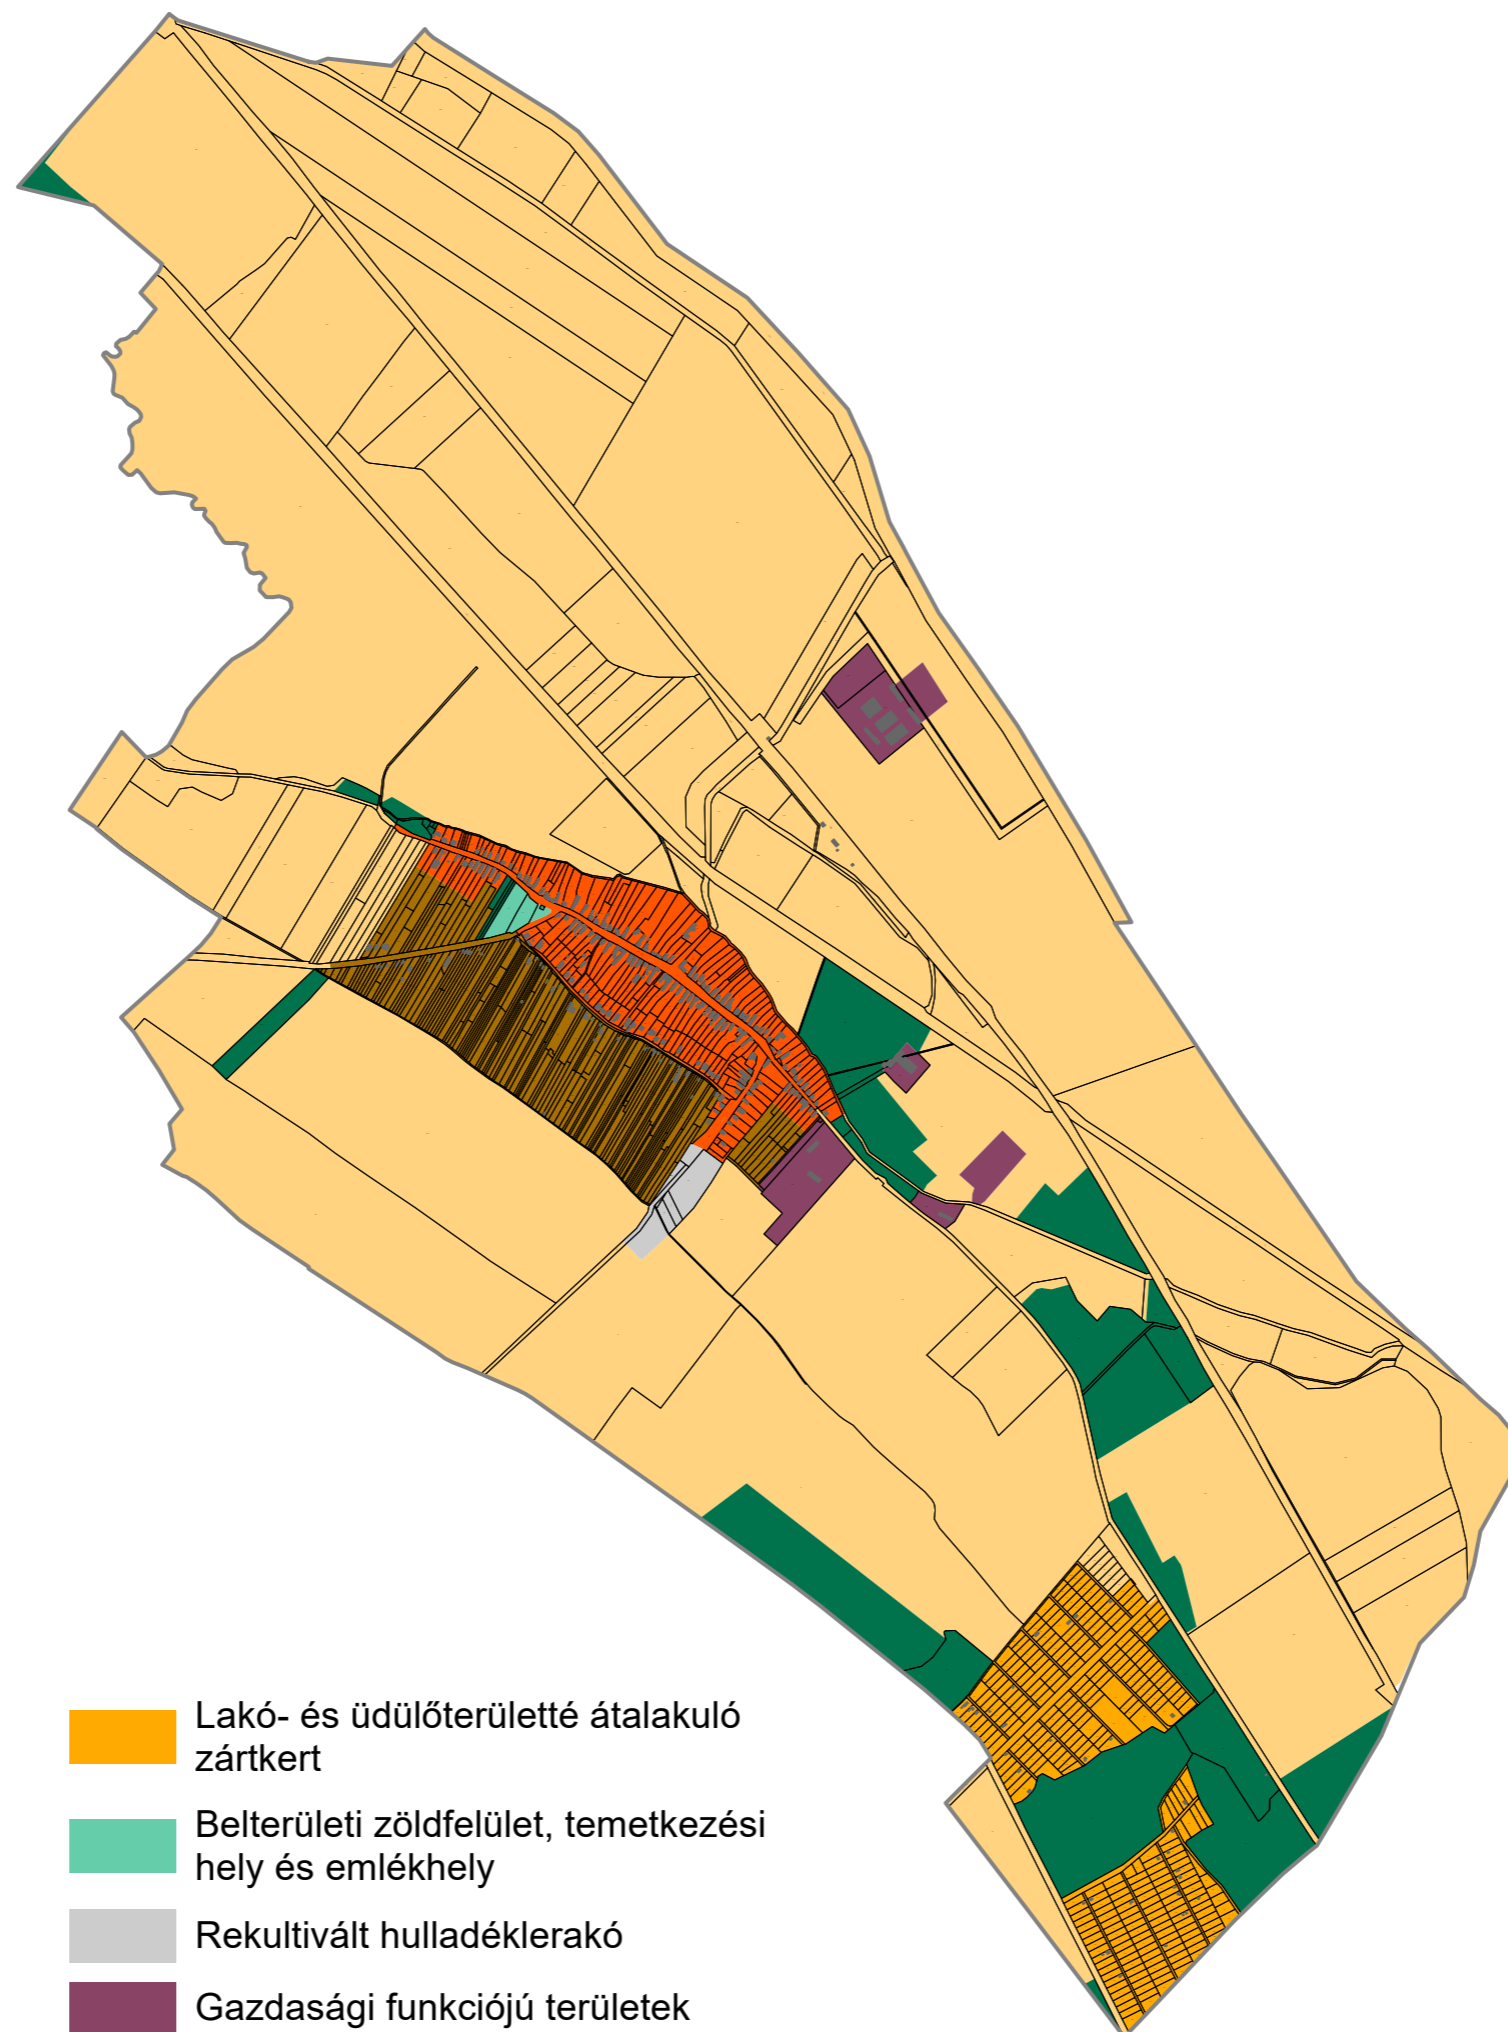 Lakó- és üdülőterületté átalakuló
zártkert
Belterületi zöldfelület, temetkezési
hely és emlékhely
Rekultivált hulladéklerakó
Gazdasági funkciójú területek